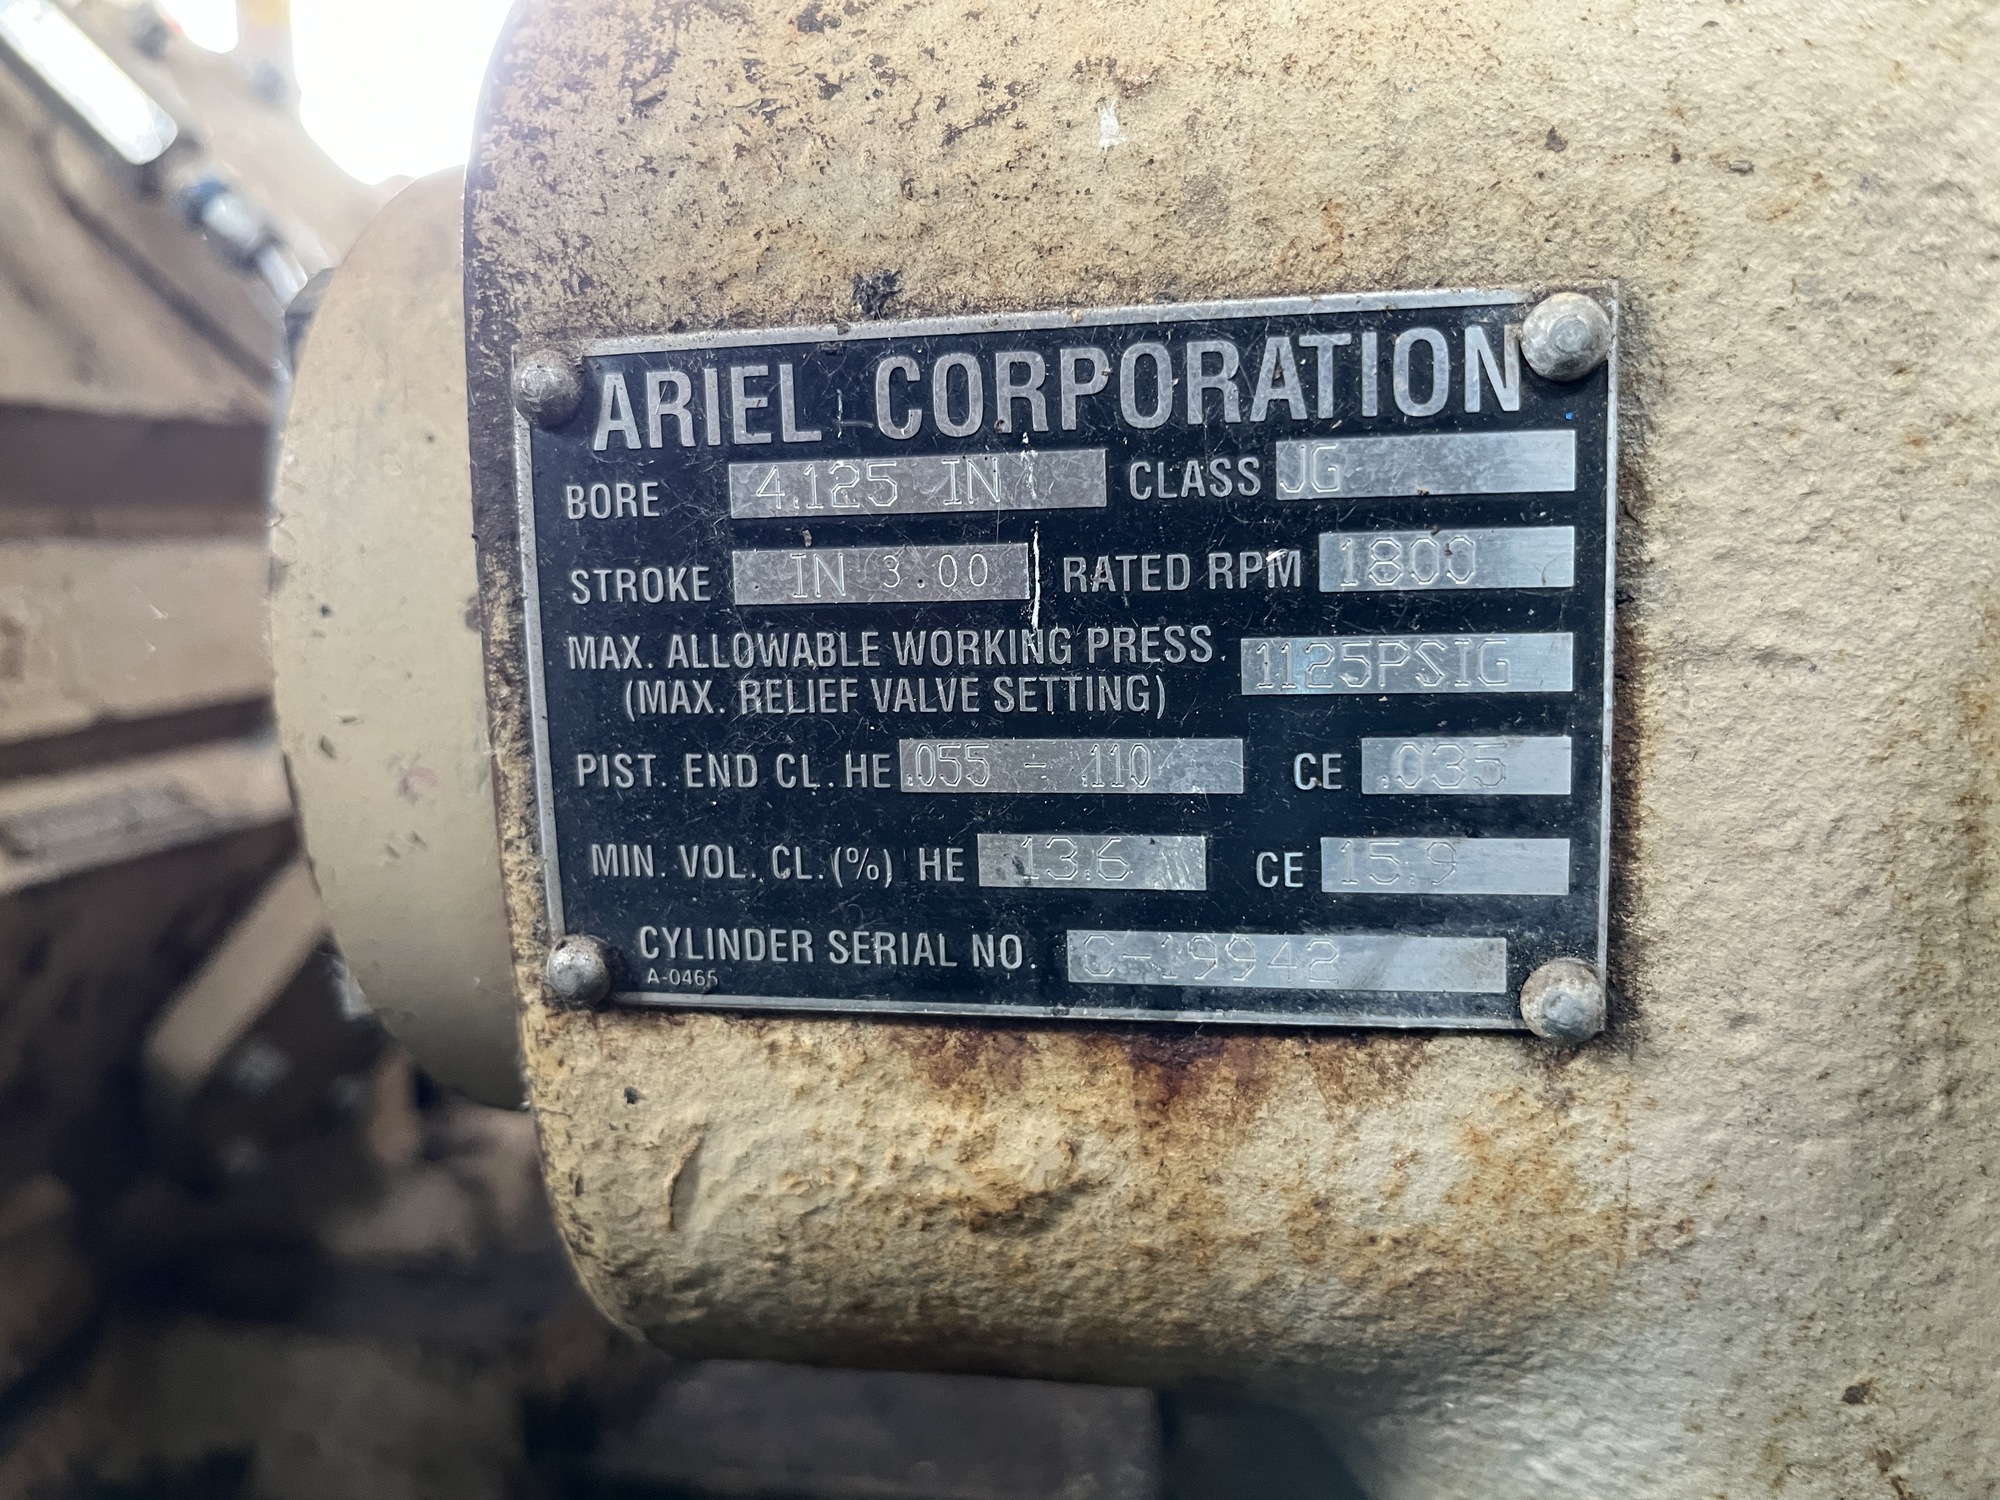 ARIEL CORPORATION
BORE 4.125 IN CLASS JG
STROKE IN 3.00 RATED RPM 1800
MAX. ALLOWABLE WORKING PRESS. 1125PSIG
(MAX. RELIEF VALVE SETTING)
PIST. END CL. HE .055 - .110 CE .035
MIN. VOL. CL.(%) HE 13.6 CE 15.9
CYLINDER SERIAL NO. C-19942
A-0465